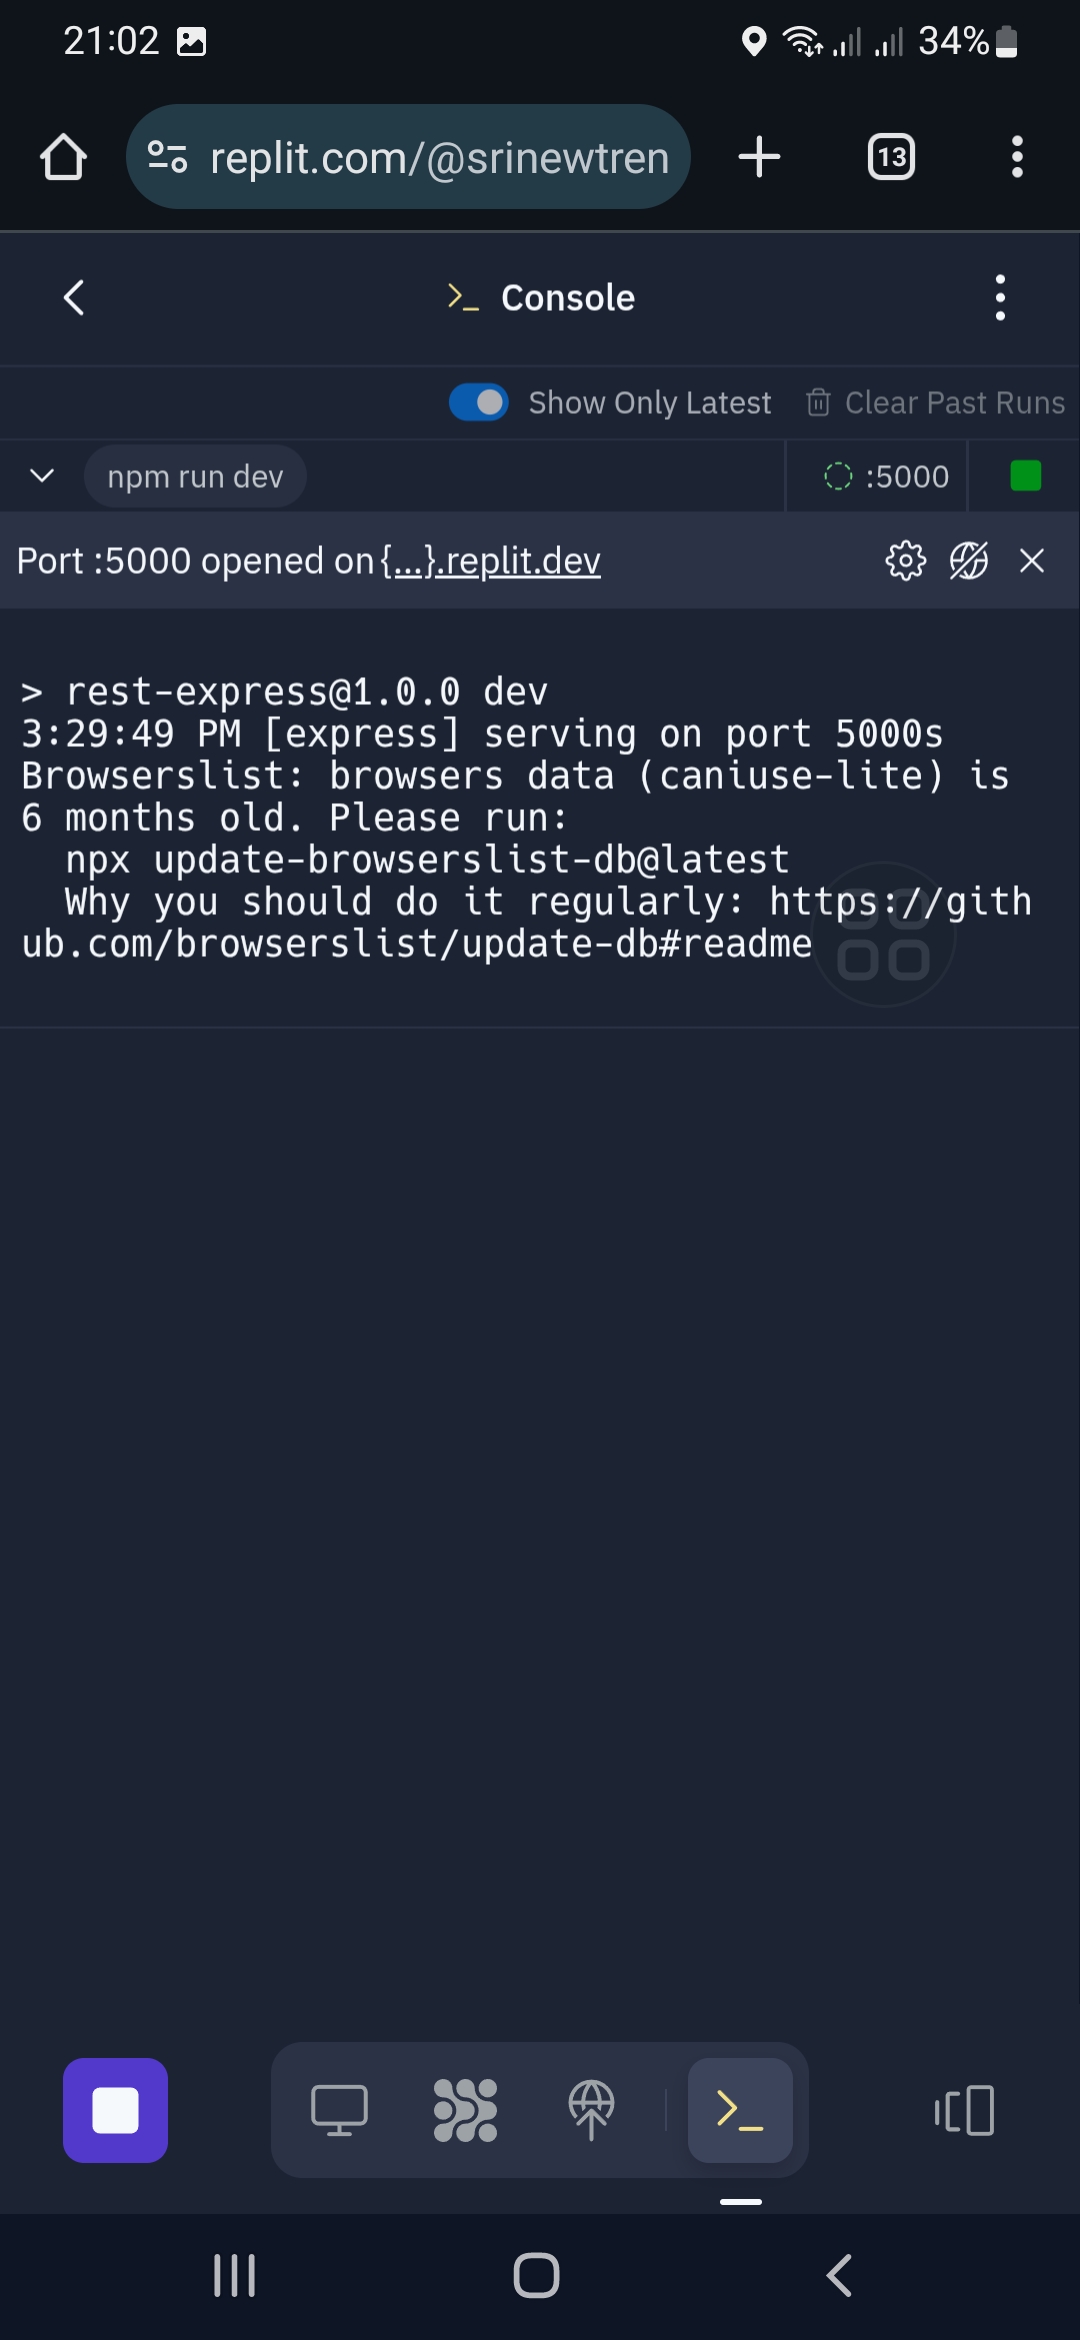 21:02
34%
replit.com/@srinewtren
13
>_ Console
Show Only Latest
Clear Past Runs
npm run dev
:5000
Port :5000 opened on {...}.replit.dev
> rest-express@1.0.0 dev
3:29:49 PM [express] serving on port 5000s
Browserslist: browsers data (caniuse-lite) is
6 months old. Please run:
npx update-browserslist-db@latest
Why you should do it regularly: https://gith
ub.com/browserslist/update-db#readme